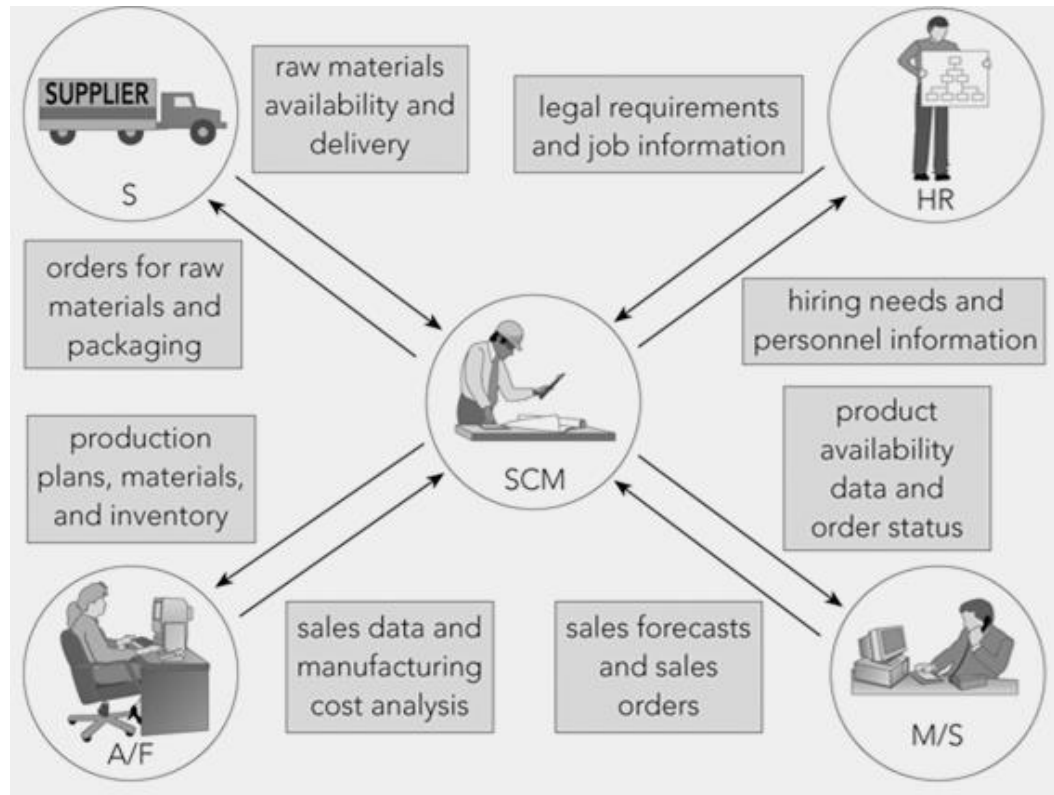 SUPPLIER
S
raw materials
availability and
delivery
legal requirements
and job information
HR
orders for raw
materials and
packaging
hiring needs and
personnel information
SCM
production
plans, materials,
and inventory
product
availability
data and
order status
A/F
sales data and
manufacturing
cost analysis
sales forecasts
and sales
orders
M/S